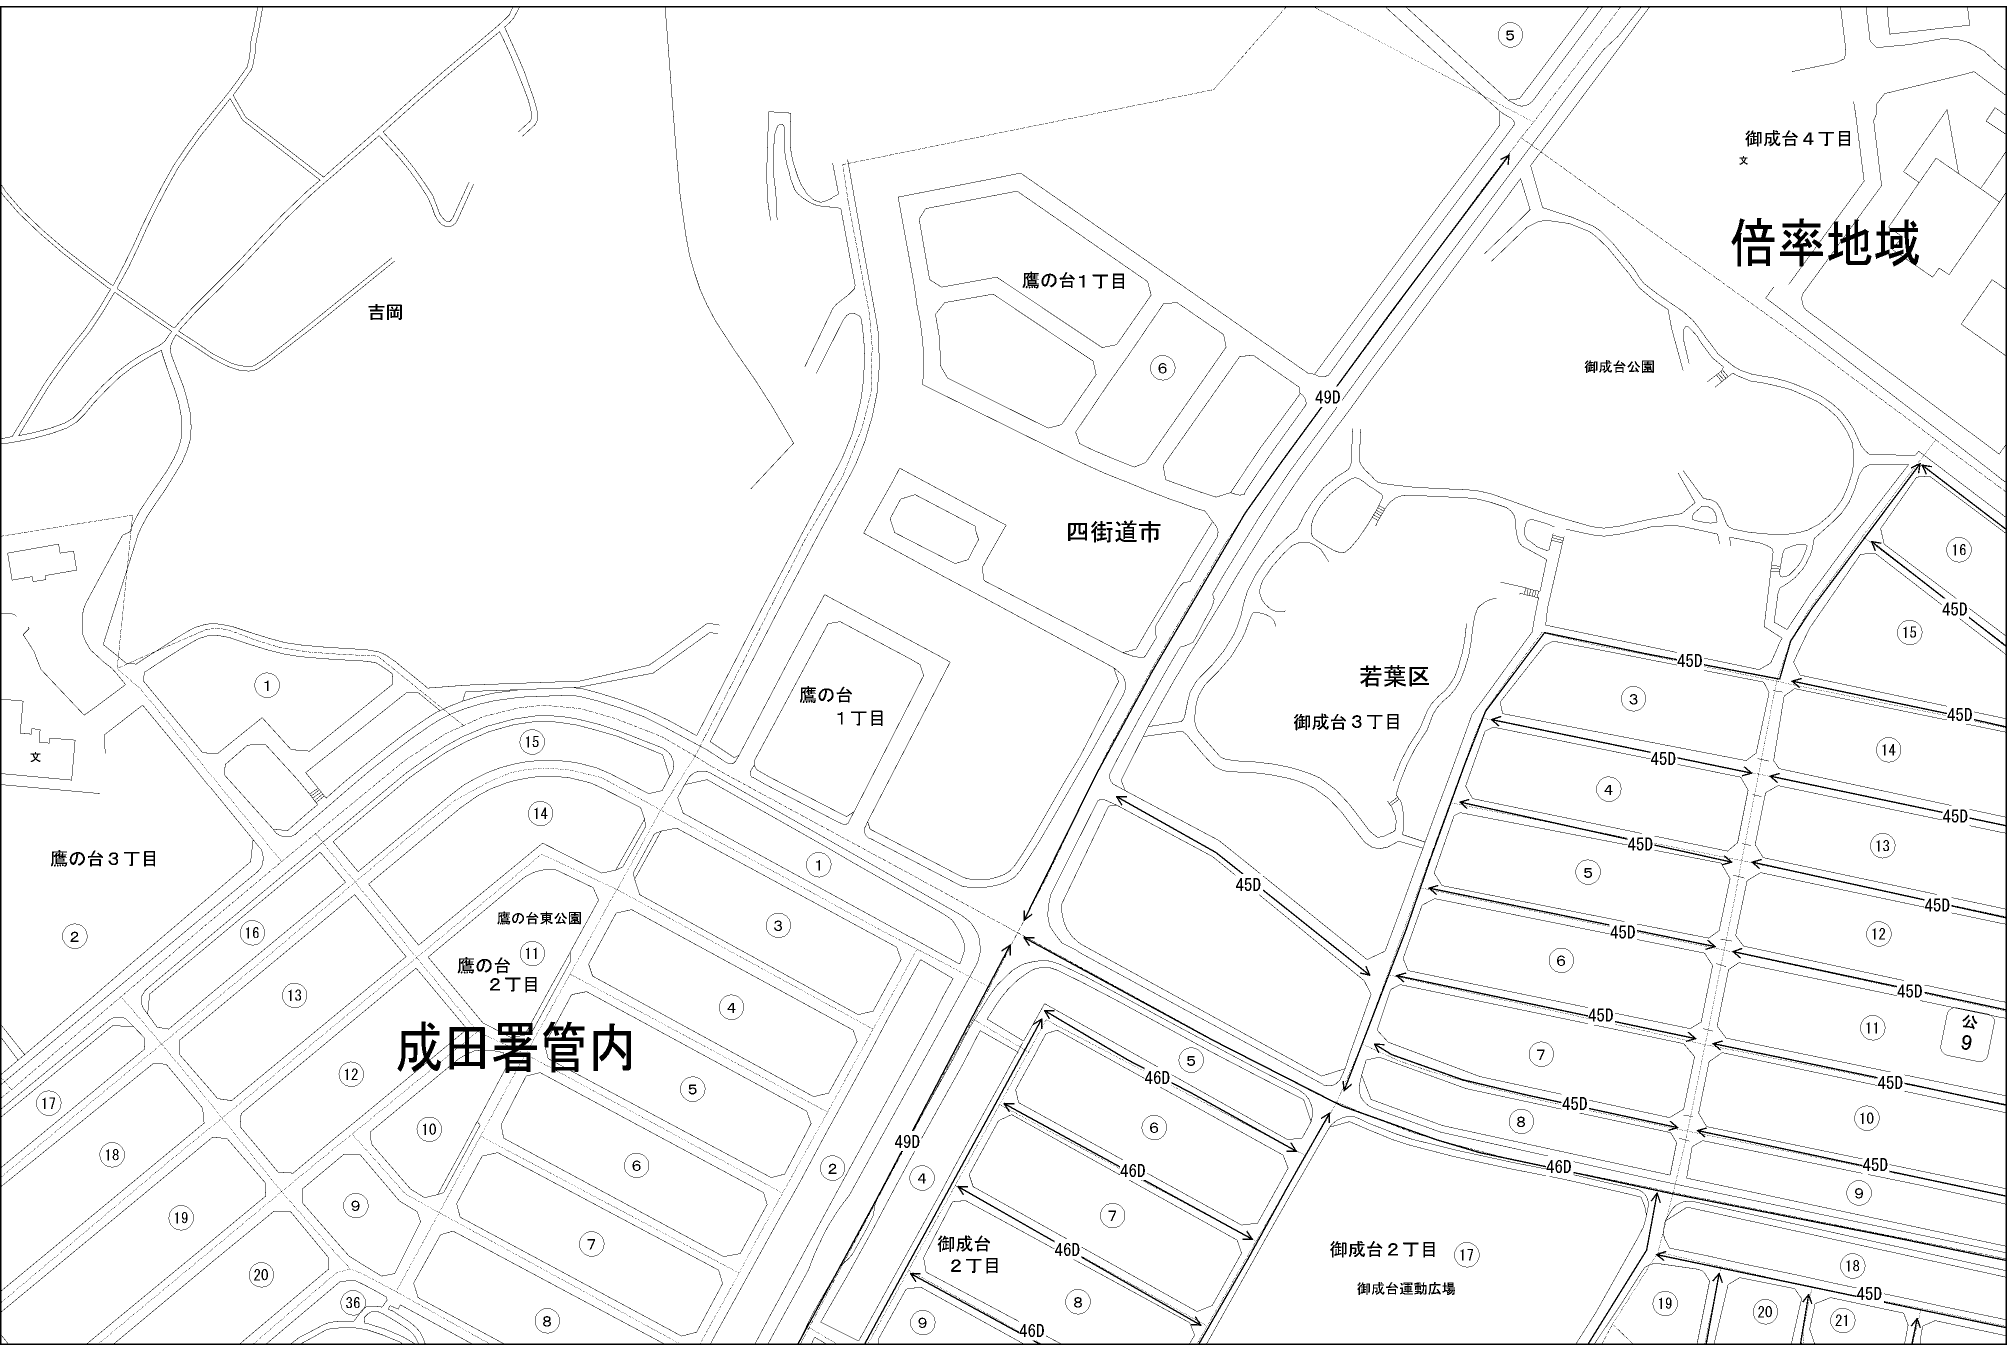 5
御成台４丁目
文
倍率地域
鷹の台１丁目
吉岡
6
御成台公園
49D
四街道市
16
45D
15
若葉区
45D
鷹の台
１丁目
御成台３丁目
1
3
45D
14
15
文
45D
4
45D
14
13
鷹の台３丁目
1
45D
5
45D
45D
鷹の台東公園
3
12
2
16
11
45D
6
鷹の台
２丁目
13
4
45D
45D
11
公
9
成田署管内
7
5
12
46D
5
45D
17
45D
10
10
6
8
49D
18
6
2
46D
46D
45D
4
9
9
19
7
7
御成台
２丁目
46D
御成台２丁目
17
20
18
御成台運動広場
45D
36
8
19
20
21
8
9
46D